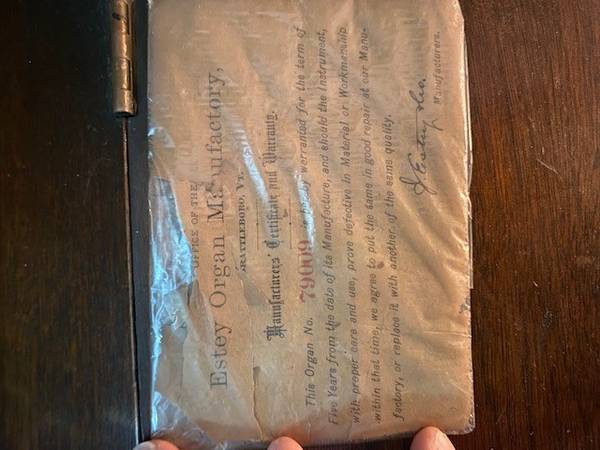 OFFICE OF THE
Estey Organ Manufactory,
BRATTLEBORO, VT.
Manufacturers' Certificate and Warranty.
This Organ No. 79009 is hereby warranted for the term of
Five Years from the date of its Manufacture, and should the Instrument,
with proper care and use, prove defective in Material or Workmanship
within that time, we agree to put the same in good repair at our Manu-
factory, or replace it with another of the same quality.
J Estey & Co.
Manufacturers.